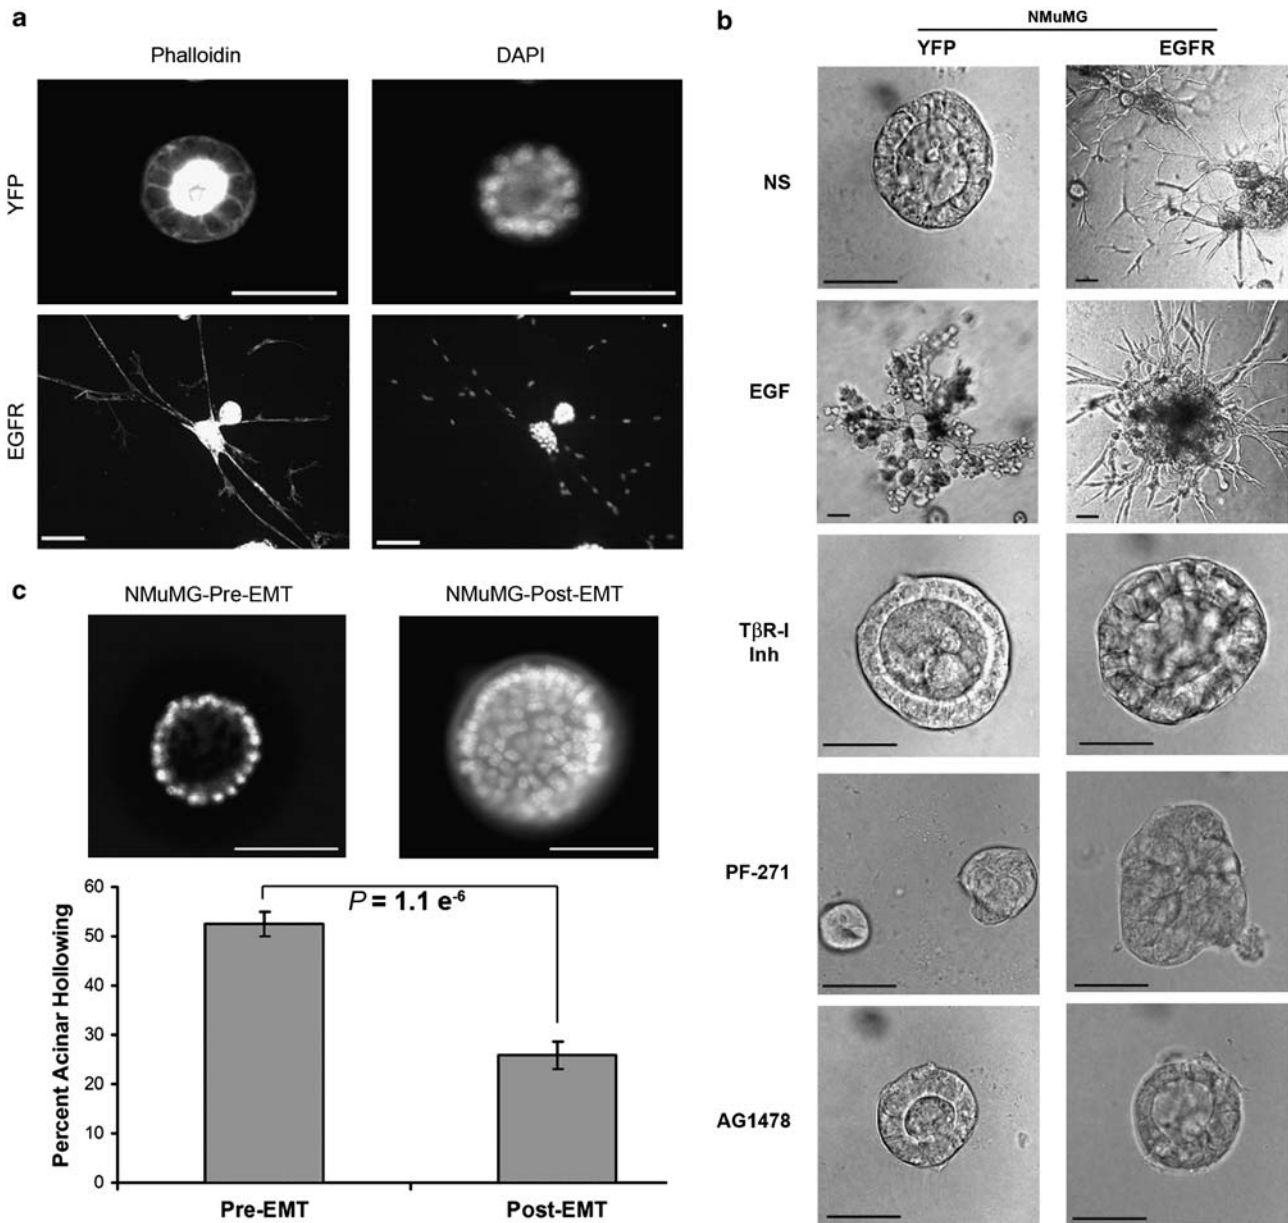 a
Phalloidin
DAPI
YFP
EGFR
b
NMuMG
YFP
EGFR
NS
EGF
TβR-I
Inh
PF-271
AG1478
c
NMuMG-Pre-EMT
NMuMG-Post-EMT
P = 1.1 e-6
Percent Acinar Hollowing
60
50
40
30
20
10
0
Pre-EMT
Post-EMT